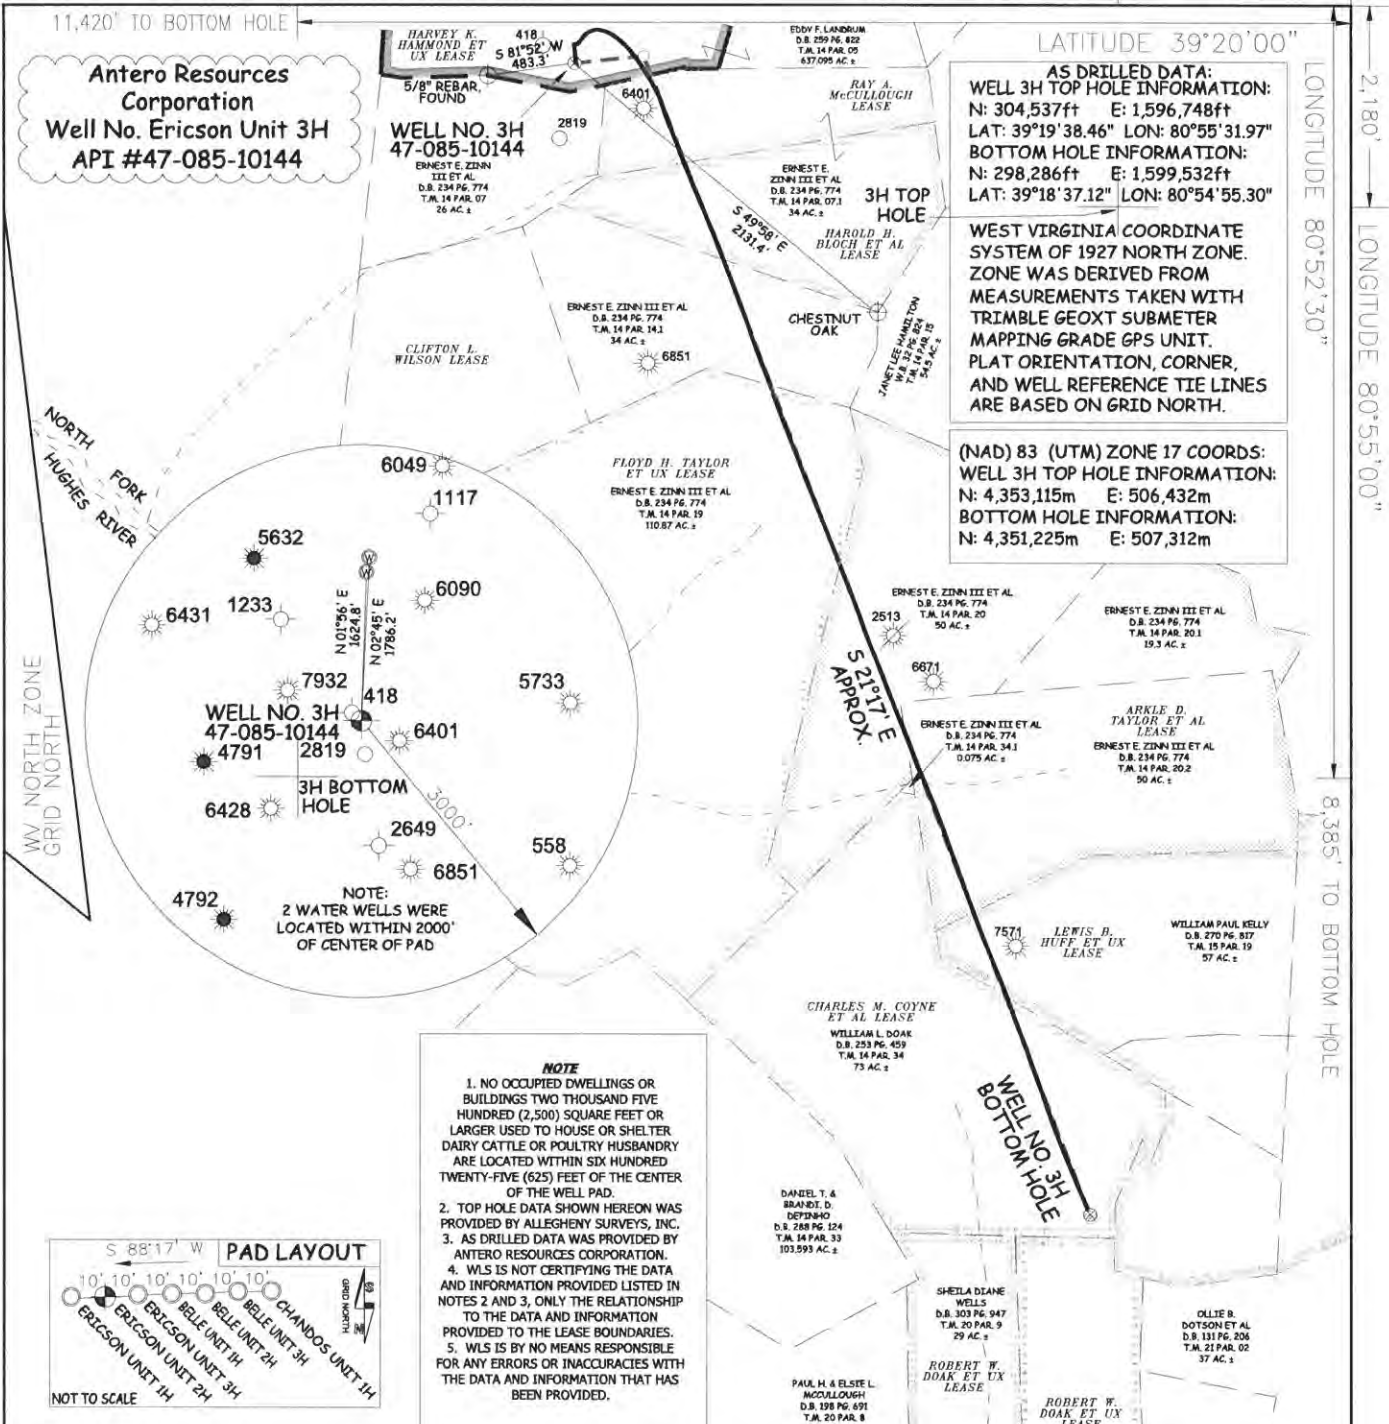 11,420' TO BOTTOM HOLE
Antero Resources
Corporation
Well No. Ericson Unit 3H
API #47-085-10144
HARVEY K.
HAMMOND ET
UX LEASE
418
S 81°52' W
483.3'
5/8" REBAR,
FOUND
WELL NO. 3H
47-085-10144
ERNEST E. ZINN
III ET AL
D.B. 234 PG. 774
T.M. 14 PAR. 07
26 AC. ±
2819
6401
EDDY F. LANDRUM
D.B. 259 PG. 622
T.M. 14 PAR. 05
637.095 AC. ±
RAY A.
McCULLOUGH
LEASE
ERNEST E.
ZINN III ET AL
D.B. 234 PG. 774
T.M. 14 PAR. 07.1
34 AC. ±
3H TOP
HOLE
S 49°58' E
2131.4'
HAROLD H.
BLOCH ET AL
LEASE
CHESTNUT
OAK
JANET LEE HAMILTON
W.B. 32 PG. 824
T.M. 14 PAR. 15
54.5 AC. ±
LATITUDE 39°20'00"
AS DRILLED DATA:
WELL 3H TOP HOLE INFORMATION:
N: 304,537ft E: 1,596,748ft
LAT: 39°19'38.46" LON: 80°55'31.97"
BOTTOM HOLE INFORMATION:
N: 298,286ft E: 1,599,532ft
LAT: 39°18'37.12" LON: 80°54'55.30"
WEST VIRGINIA COORDINATE
SYSTEM OF 1927 NORTH ZONE.
ZONE WAS DERIVED FROM
MEASUREMENTS TAKEN WITH
TRIMBLE GEOXT SUBMETER
MAPPING GRADE GPS UNIT.
PLAT ORIENTATION, CORNER,
AND WELL REFERENCE TIE LINES
ARE BASED ON GRID NORTH.
(NAD) 83 (UTM) ZONE 17 COORDS:
WELL 3H TOP HOLE INFORMATION:
N: 4,353,115m E: 506,432m
BOTTOM HOLE INFORMATION:
N: 4,351,225m E: 507,312m
LONGITUDE 80°52'30"
2,180'
LONGITUDE 80°55'00"
8,385' TO BOTTOM HOLE
CLIFTON L.
WILSON LEASE
ERNEST E. ZINN III ET AL
D.B. 234 PG. 774
T.M. 14 PAR. 14.1
34 AC. ±
6851
FLOYD H. TAYLOR
ET UX LEASE
ERNEST E. ZINN III ET AL
D.B. 234 PG. 774
T.M. 14 PAR. 19
110.87 AC. ±
NORTH FORK
HUGHES RIVER
WV NORTH ZONE
GRID NORTH
6049
1117
5632
W
W
6090
1233
6431
N 01°56' E
1624.8'
N 02°45' E
1786.2'
7932
418
5733
WELL NO. 3H
47-085-10144
6401
4791
2819
3H BOTTOM
HOLE
6428
3000'
2649
558
6851
4792
NOTE:
2 WATER WELLS WERE
LOCATED WITHIN 2000'
OF CENTER OF PAD
ERNEST E. ZINN III ET AL
D.B. 234 PG. 774
T.M. 14 PAR. 20
50 AC. ±
2513
6671
ERNEST E. ZINN III ET AL
D.B. 234 PG. 774
T.M. 14 PAR. 20.1
19.3 AC. ±
S 21°17' E
APPROX.
ERNEST E. ZINN III ET AL
D.B. 234 PG. 774
T.M. 14 PAR. 34.1
0.075 AC. ±
ARKLE D.
TAYLOR ET AL
LEASE
ERNEST E. ZINN III ET AL
D.B. 234 PG. 774
T.M. 14 PAR. 20.2
50 AC. ±
7571
LEWIS B.
HUFF ET UX
LEASE
WILLIAM PAUL KELLY
D.B. 270 PG. 817
T.M. 15 PAR. 19
57 AC. ±
CHARLES M. COYNE
ET AL LEASE
WILLIAM L. DOAK
D.B. 253 PG. 459
T.M. 14 PAR. 34
73 AC. ±
WELL NO. 3H
BOTTOM HOLE
NOTE
1. NO OCCUPIED DWELLINGS OR
BUILDINGS TWO THOUSAND FIVE
HUNDRED (2,500) SQUARE FEET OR
LARGER USED TO HOUSE OR SHELTER
DAIRY CATTLE OR POULTRY HUSBANDRY
ARE LOCATED WITHIN SIX HUNDRED
TWENTY-FIVE (625) FEET OF THE CENTER
OF THE WELL PAD.
2. TOP HOLE DATA SHOWN HEREON WAS
PROVIDED BY ALLEGHENY SURVEYS, INC.
3. AS DRILLED DATA WAS PROVIDED BY
ANTERO RESOURCES CORPORATION.
4. WLS IS NOT CERTIFYING THE DATA
AND INFORMATION PROVIDED LISTED IN
NOTES 2 AND 3, ONLY THE RELATIONSHIP
TO THE DATA AND INFORMATION
PROVIDED TO THE LEASE BOUNDARIES.
5. WLS IS BY NO MEANS RESPONSIBLE
FOR ANY ERRORS OR INACCURACIES WITH
THE DATA AND INFORMATION THAT HAS
BEEN PROVIDED.
DANIEL T. &
BRANDI. D.
DEPINHO
D.B. 288 PG. 124
T.M. 14 PAR. 33
103.593 AC. ±
SHEILA DIANE
WELLS
D.B. 303 PG. 947
T.M. 20 PAR. 9
29 AC. ±
ROBERT W.
DOAK ET UX
LEASE
OLLIE B.
DOTSON ET AL
D.B. 131 PG. 206
T.M. 21 PAR. 02
37 AC. ±
PAUL H. & ELSIE L.
MCCULLOUGH
D.B. 198 PG. 691
T.M. 20 PAR. 8
ROBERT W.
DOAK ET UX
LEASE
S 88°17' W
PAD LAYOUT
10' 10' 10' 10' 10' 10'
ERICSON UNIT 1H
ERICSON UNIT 2H
ERICSON UNIT 3H
BELLE UNIT 1H
BELLE UNIT 2H
BELLE UNIT 3H
CHANDOS UNIT 1H
GRID NORTH
NOT TO SCALE